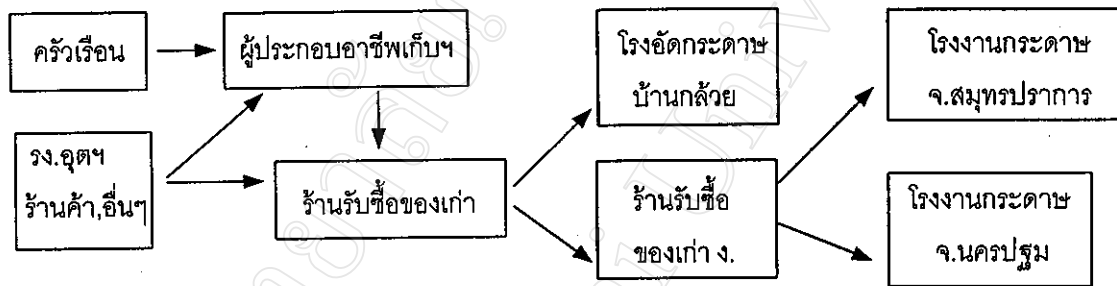 ครัวเรือน
ผู้ประกอบอาชีพเก็บฯ
รง.อุตฯ
ร้านค้า,อื่นๆ
ร้านรับซื้อของเก่า
โรงอัดกระดาษ
บ้านกล้วย
ร้านรับซื้อ
ของเก่า ง.
โรงงานกระดาษ
จ.สมุทรปราการ
โรงงานกระดาษ
จ.นครปฐม